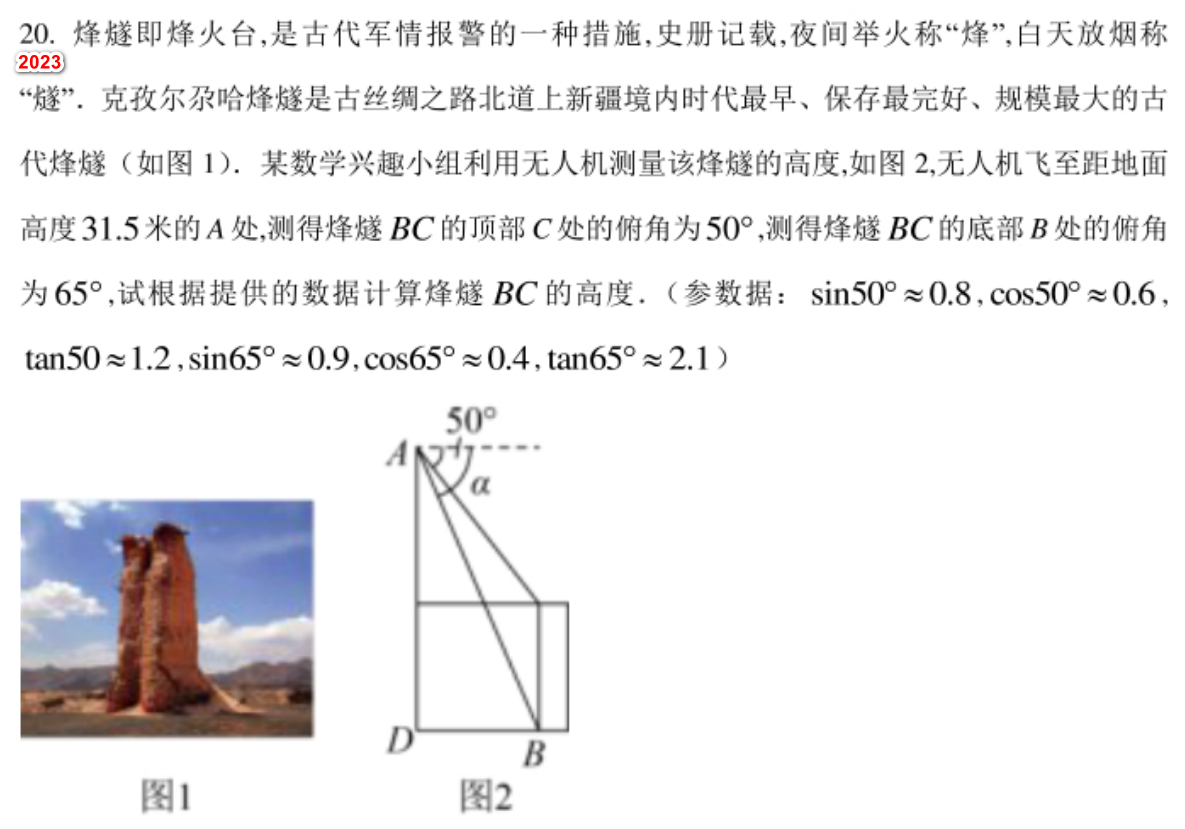 20. 烽燧即烽火台,是古代军情报警的一种措施,史册记载,夜间举火称“烽”,白天放烟称
2023
“燧”. 克孜尔尕哈烽燧是古丝绸之路北道上新疆境内时代最早、保存最完好、规模最大的古
代烽燧（如图 1）. 某数学兴趣小组利用无人机测量该烽燧的高度,如图 2,无人机飞至距地面
高度31.5米的 A 处,测得烽燧 BC 的顶部 C 处的俯角为50°,测得烽燧 BC 的底部 B 处的俯角
为65°,试根据提供的数据计算烽燧 BC 的高度.（参数据: sin50°≈0.8,cos50°≈0.6,
tan50≈1.2,sin65°≈0.9,cos65°≈0.4,tan65°≈2.1）
50°
A
α
D
B
图1
图2